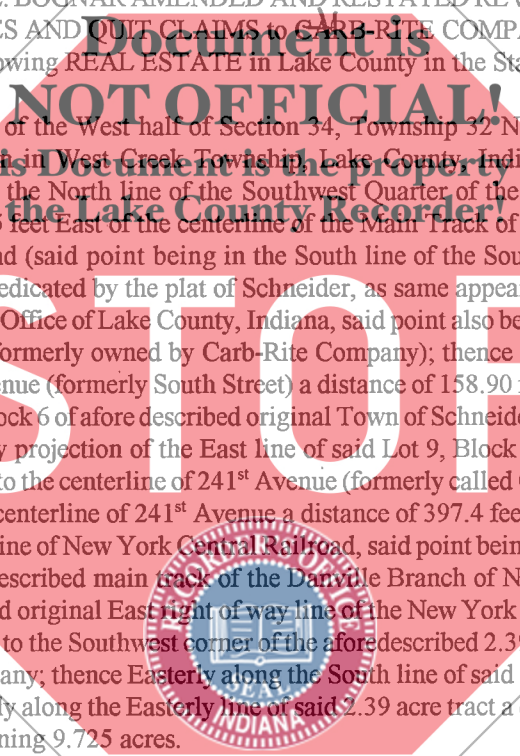 BOGNAR AMENDED AND RESTATED REV
ES AND QUIT CLAIMS to CARB-RITE COMPA
owing REAL ESTATE in Lake County in the Sta
Document is
NOT OFFICIAL!
of the West half of Section 34, Township 32 N
h in West Creek Township, Lake County, Indi
is Document is the property
the North line of the Southwest Quarter of the
the Lake County Recorder!
feet East of the centerline of the Main Track of
nd (said point being in the South line of the Sou
STOP
edicated by the plat of Schneider, as same appear
Office of Lake County, Indiana, said point also be
formerly owned by Carb-Rite Company); thence
enue (formerly South Street) a distance of 158.90
ock 6 of afore described original Town of Schneide
y projection of the East line of said Lot 9, Block
to the centerline of 241st Avenue (formerly called
centerline of 241st Avenue a distance of 397.4 fee
ine of New York Central Railroad, said point bein
escribed main track of the Danville Branch of N
d original East right of way line of the New York
to the Southwest corner of the aforedescribed 2.39
any; thence Easterly along the South line of said
ly along the Easterly line of said 2.39 acre tract a
ning 9.725 acres.
RECORDER'S OFFICE
SEAL
INDIANA